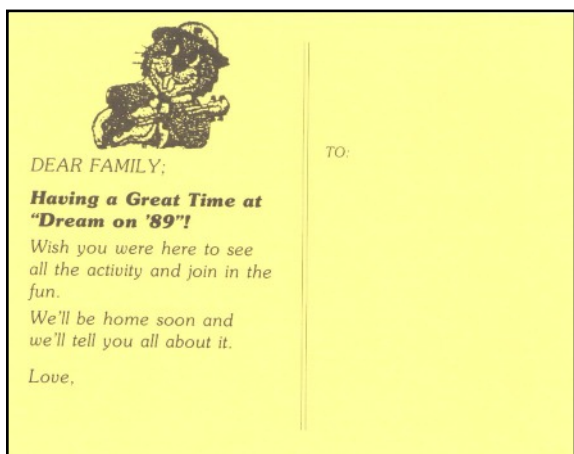 DEAR FAMILY;
Having a Great Time at
"Dream on '89"!
Wish you were here to see
all the activity and join in the
fun.
We'll be home soon and
we'll tell you all about it.
Love,
TO: